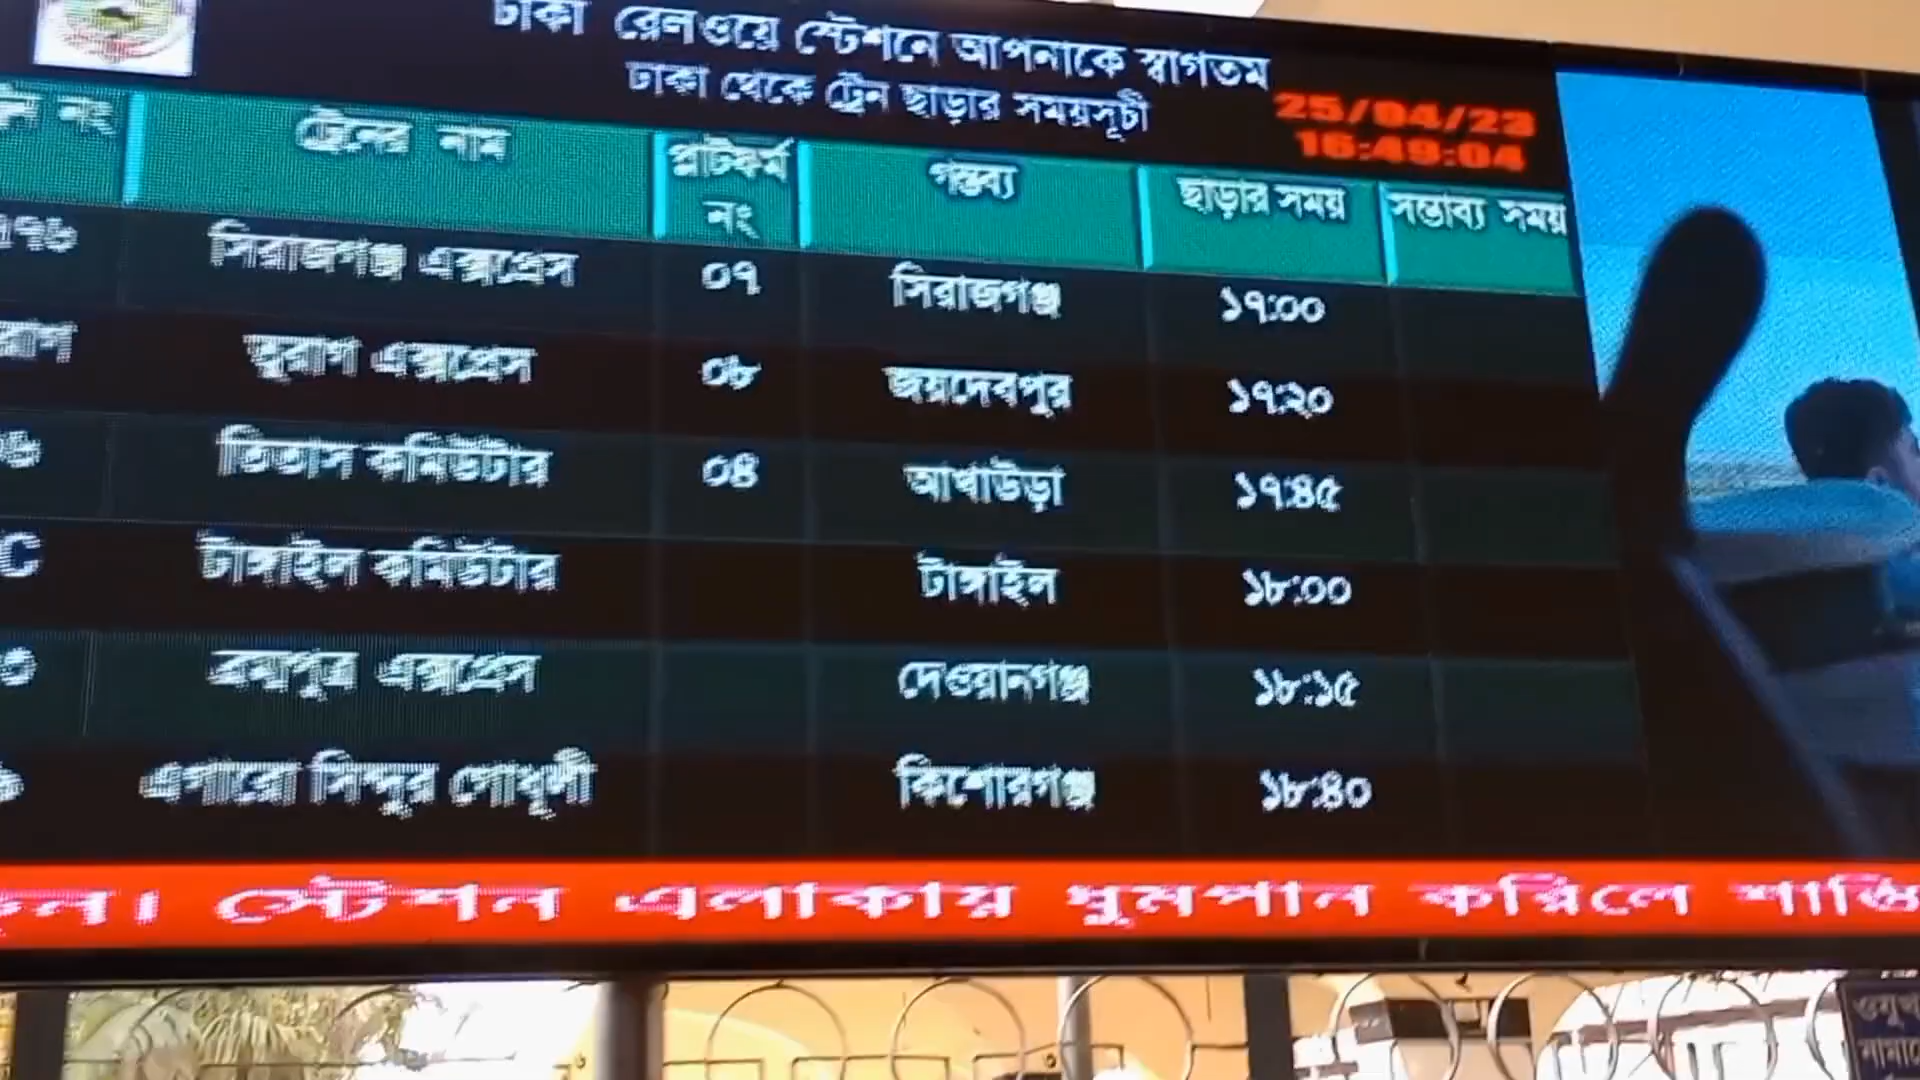 ঢাকা রেলওয়ে স্টেশনে আপনাকে স্বাগতম
ঢাকা থেকে ট্রেন ছাড়ার সময়সূচী
25/04/23
16:49:04
নং ট্রেনের নাম প্লাটফর্ম নং গন্তব্য ছাড়ার সময় সম্ভাব্য সময়
৭৭৬ সিরাজগঞ্জ এক্সপ্রেস ০৭ সিরাজগঞ্জ ১৭:০০
তুরাগ এক্সপ্রেস ০৮ জয়দেবপুর ১৭:২০
তিতাস কমিউটার ০৪ আখাউড়া ১৭:৪৫
C টাঙ্গাইল কমিউটার টাঙ্গাইল ১৮:০০
৩ ব্রহ্মপুত্র এক্সপ্রেস দেওয়ানগঞ্জ ১৮:১৫
এগারো সিন্দুর গোধূলী কিশোরগঞ্জ ১৮:৪০
স্টেশন এলাকায় ধুমপান করিলে শাস্তি